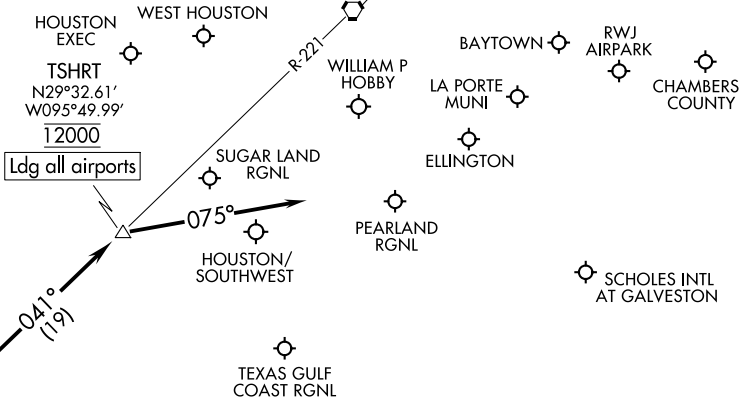 HOUSTON
EXEC
WEST HOUSTON
TSHRT
N29°32.61'
W095°49.99'
12000
Ldg all airports
R-221
WILLIAM P
HOBBY
BAYTOWN
RWJ
AIRPARK
LA PORTE
MUNI
CHAMBERS
COUNTY
ELLINGTON
SUGAR LAND
RGNL
075°
PEARLAND
RGNL
HOUSTON/
SOUTHWEST
SCHOLES INTL
AT GALVESTON
041°
(19)
TEXAS GULF
COAST RGNL